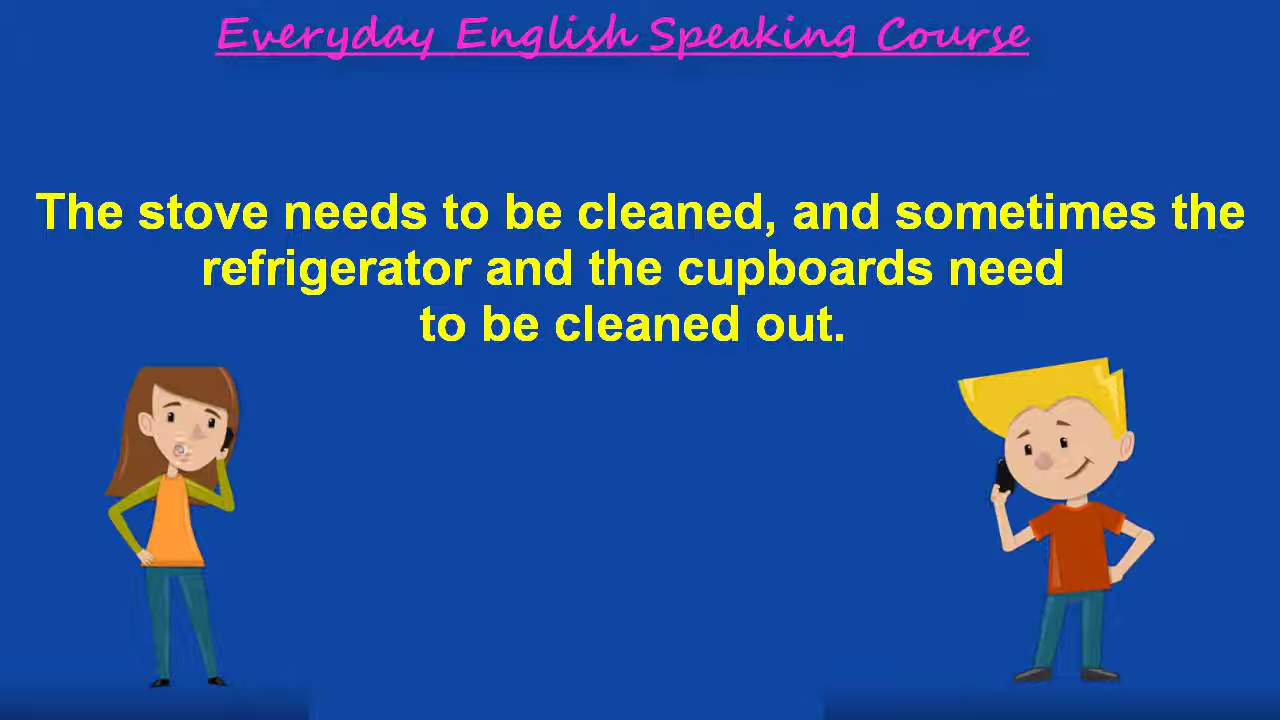 Everyday English Speaking Course
The stove needs to be cleaned, and sometimes the
refrigerator and the cupboards need
to be cleaned out.